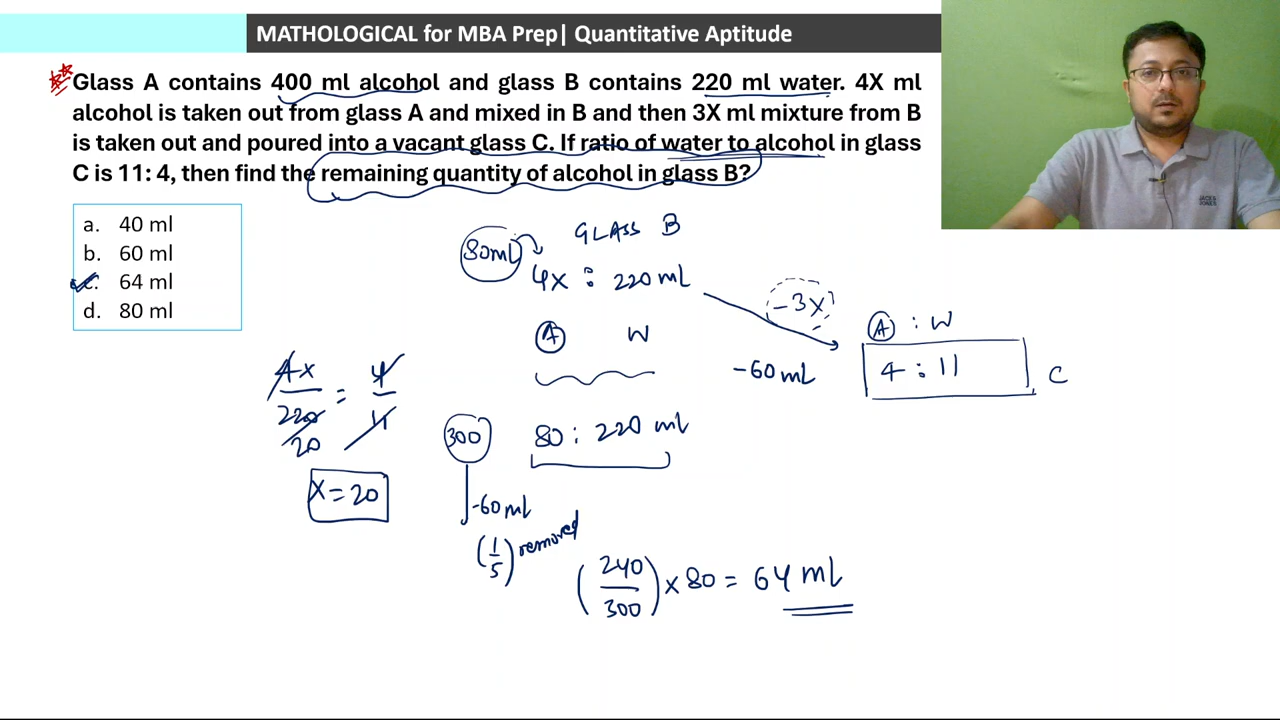 MATHOLOGICAL for MBA Prep| Quantitative Aptitude
Glass A contains 400 ml alcohol and glass B contains 220 ml water. 4X ml
alcohol is taken out from glass A and mixed in B and then 3X ml mixture from B
is taken out and poured into a vacant glass C. If ratio of water to alcohol in glass
C is 11: 4, then find the remaining quantity of alcohol in glass B?
a. 40 ml
b. 60 ml
c. 64 ml
d. 80 ml
GLASS B
80ml
4x : 220 ml
A W
-3x
-60 ml
A : W
4 : 11
C
4x/220 = 4/11
20
x = 20
300
80 : 220 ml
-60 ml
(1/5) removed
(240/300) x 80 = 64 ml
JACK & JONES